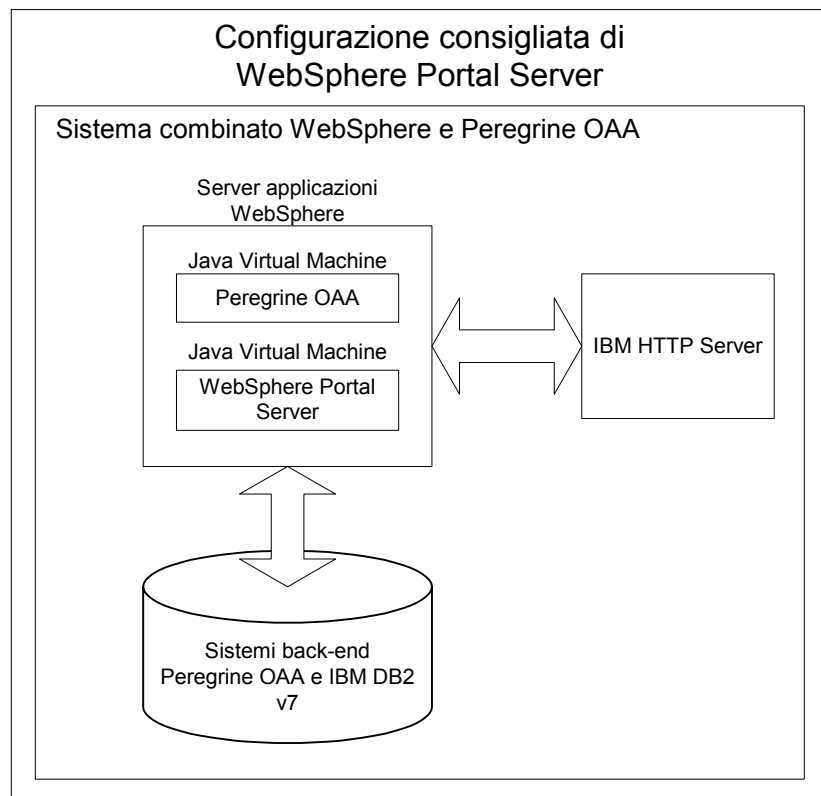 Configurazione consigliata di
WebSphere Portal Server
Sistema combinato WebSphere e Peregrine OAA
Server applicazioni
WebSphere
Java Virtual Machine
Peregrine OAA
Java Virtual Machine
WebSphere Portal
Server
IBM HTTP Server
Sistemi back-end
Peregrine OAA e IBM DB2
v7